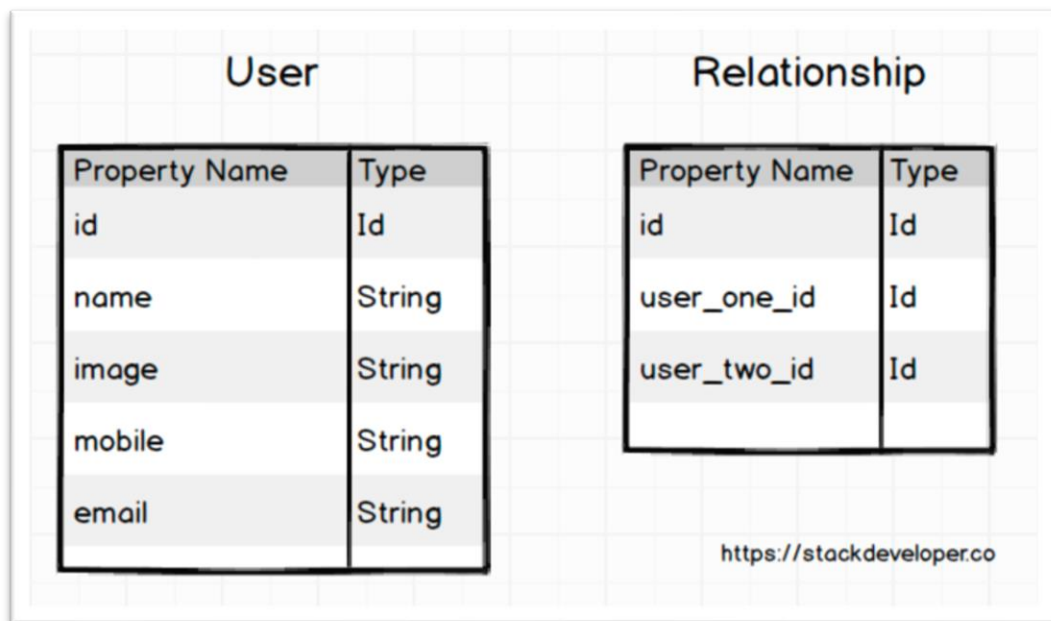 User
Property Name Type
id Id
name String
image String
mobile String
email String
Relationship
Property Name Type
id Id
user_one_id Id
user_two_id Id
https://stackdeveloper.co